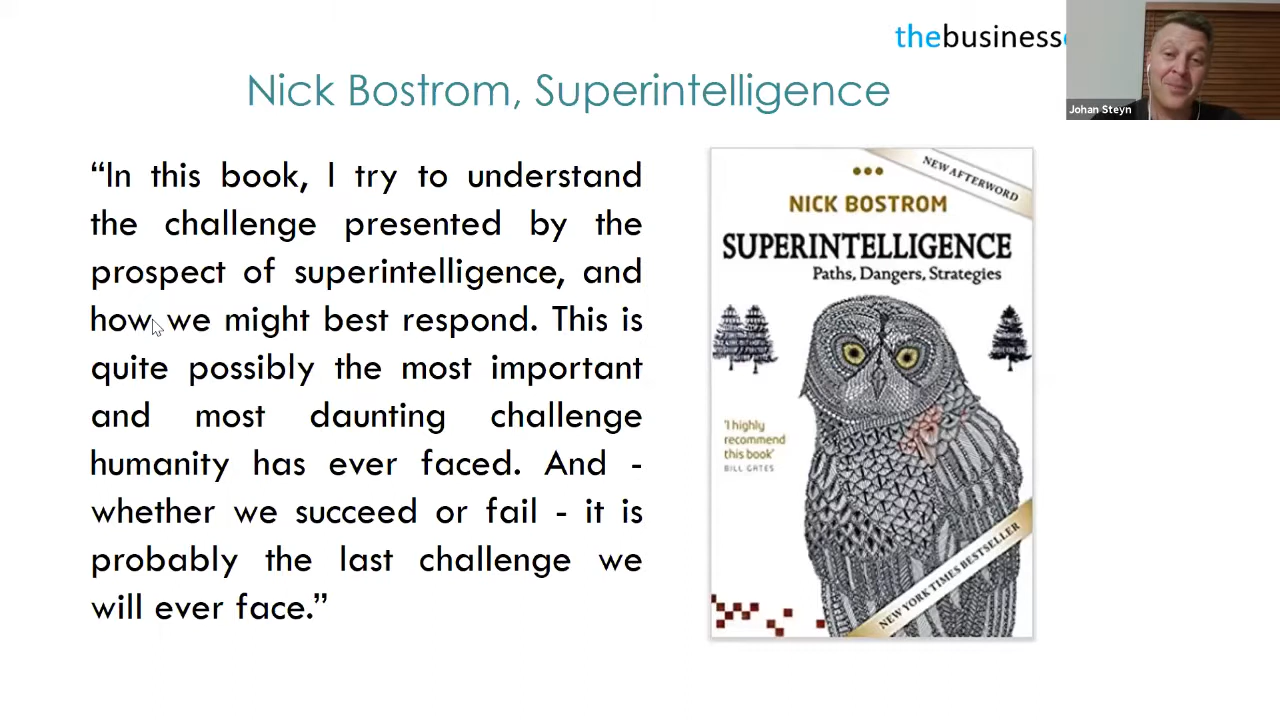 thebusiness
Johan Steyn
Nick Bostrom, Superintelligence
“In this book, I try to understand
the challenge presented by the
prospect of superintelligence, and
how we might best respond. This is
quite possibly the most important
and most daunting challenge
humanity has ever faced. And -
whether we succeed or fail - it is
probably the last challenge we
will ever face.”
NEW AFTERWORD
NICK BOSTROM
SUPERINTELLIGENCE
Paths, Dangers, Strategies
'I highly
recommend
this book'
BILL GATES
NEW YORK TIMES BESTSELLER